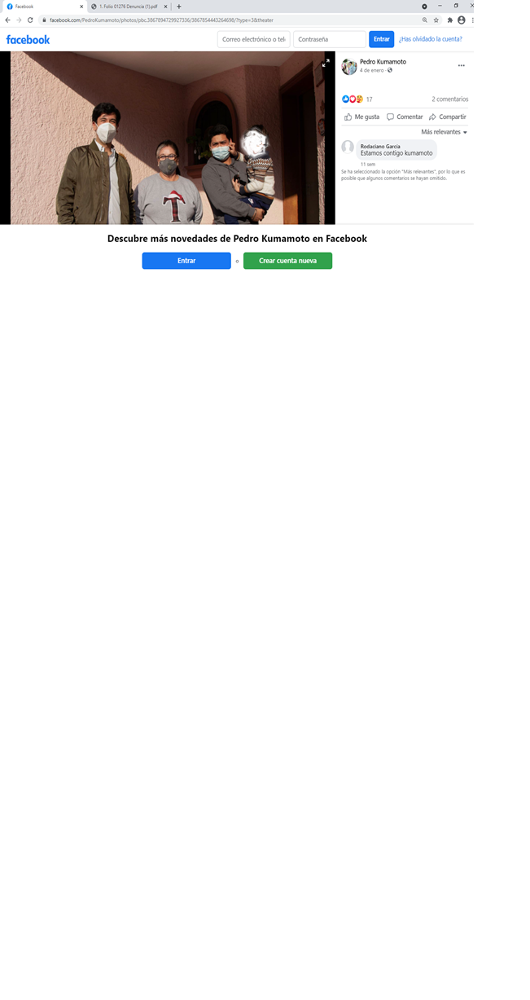 Facebook
1. Folio 01276 Denuncia (1).pdf
facebook.com/PedroKumamoto/photos/pbc.3867894729927336/3867854443264698/?type=3&theater
facebook
Correo electrónico o tel
Contraseña
Entrar
¿Has olvidado la cuenta?
Pedro Kumamoto
4 de enero ·
17
2 comentarios
Me gusta
Comentar
Compartir
Más relevantes
Rodaciano García
Estamos contigo kumamoto
11 sem
Se ha seleccionado la opción "Más relevantes", por lo que es
posible que algunos comentarios se hayan omitido.
T
Descubre más novedades de Pedro Kumamoto en Facebook
Entrar
o
Crear cuenta nueva